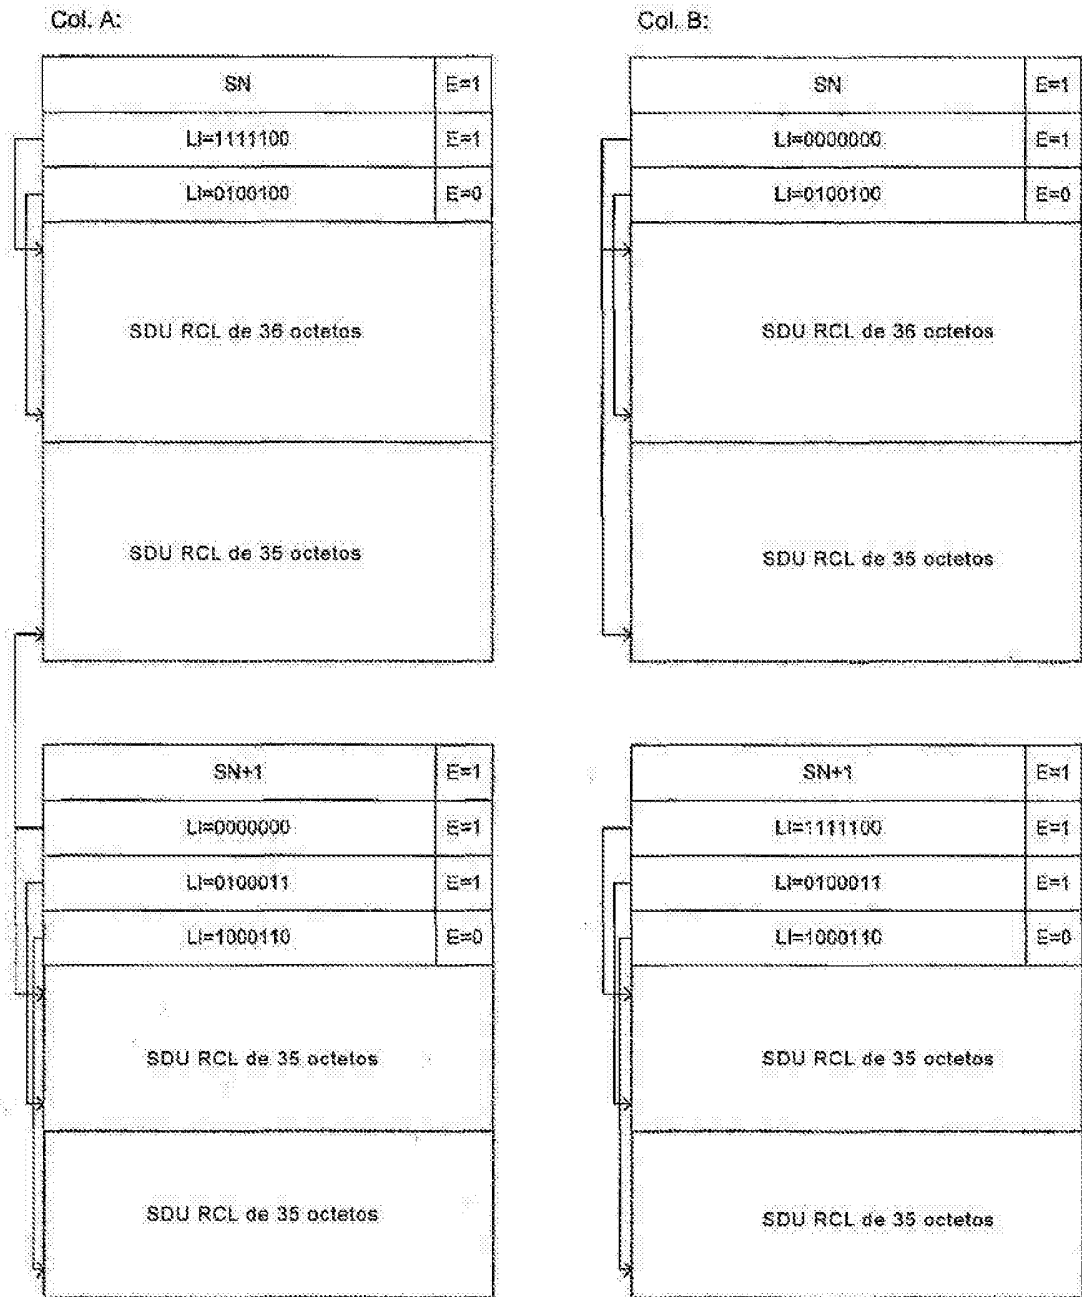 Col. A:
SN E=1
LI=1111100 E=1
LI=0100100 E=0
SDU RCL de 36 octetos
SDU RCL de 35 octetos
SN+1 E=1
LI=0000000 E=1
LI=0100011 E=1
LI=1000110 E=0
SDU RCL de 35 octetos
SDU RCL de 35 octetos
Col. B:
SN E=1
LI=0000000 E=1
LI=0100100 E=0
SDU RCL de 36 octetos
SDU RCL de 35 octetos
SN+1 E=1
LI=1111100 E=1
LI=0100011 E=1
LI=1000110 E=0
SDU RCL de 35 octetos
SDU RCL de 35 octetos